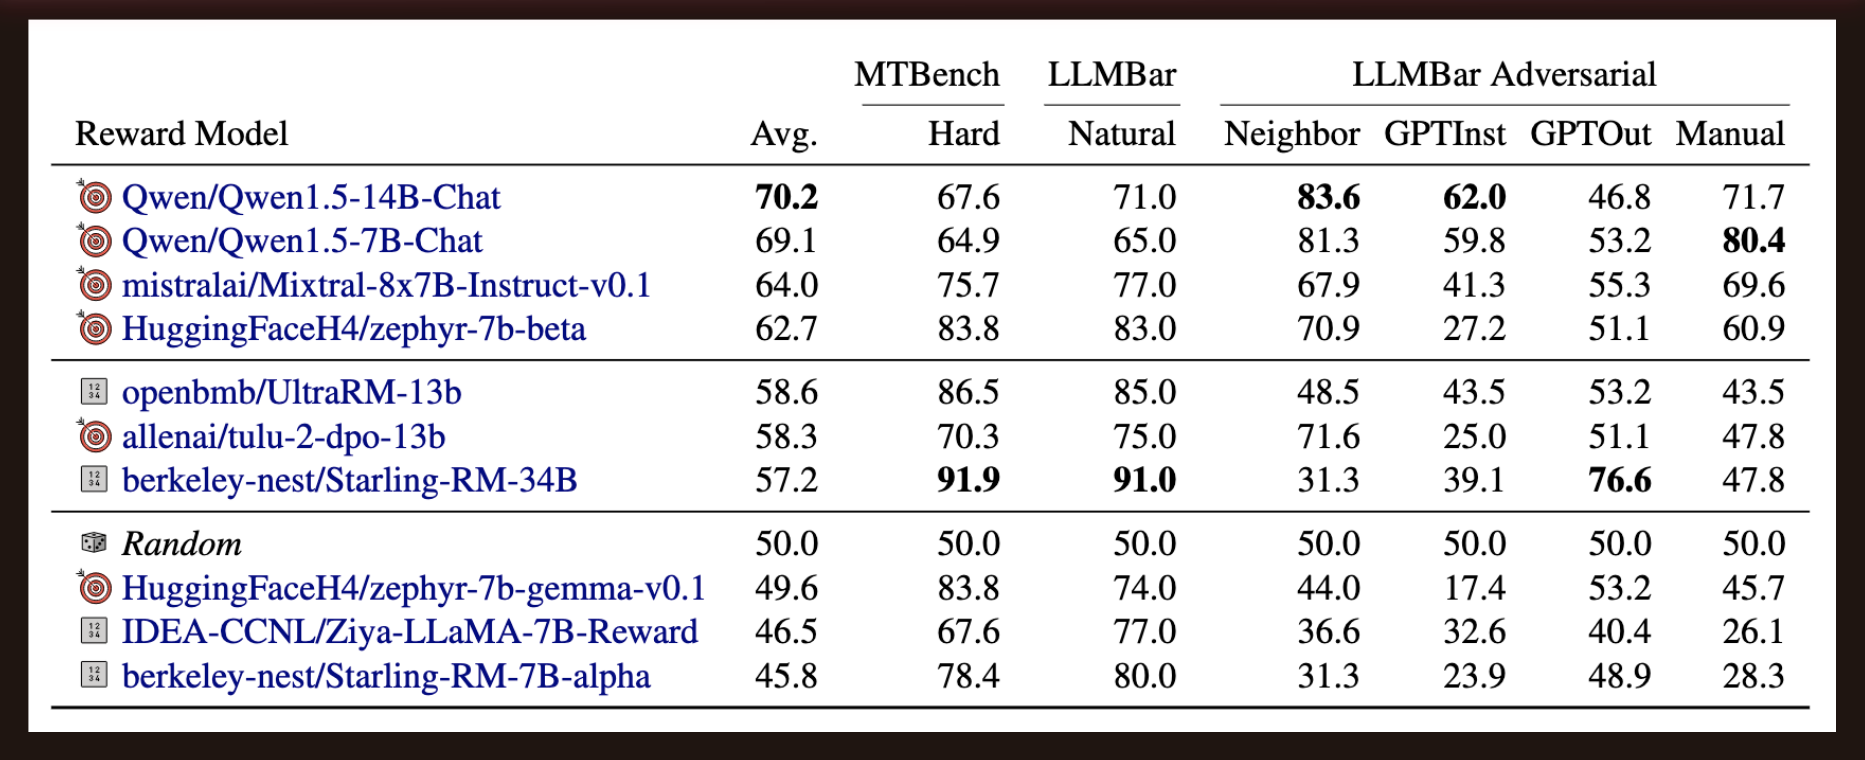 MTBench LLMBar LLMBar Adversarial
Reward Model Avg. Hard Natural Neighbor GPTInst GPTOut Manual
Qwen/Qwen1.5-14B-Chat 70.2 67.6 71.0 83.6 62.0 46.8 71.7
Qwen/Qwen1.5-7B-Chat 69.1 64.9 65.0 81.3 59.8 53.2 80.4
mistralai/Mixtral-8x7B-Instruct-v0.1 64.0 75.7 77.0 67.9 41.3 55.3 69.6
HuggingFaceH4/zephyr-7b-beta 62.7 83.8 83.0 70.9 27.2 51.1 60.9
openbmb/UltraRM-13b 58.6 86.5 85.0 48.5 43.5 53.2 43.5
allenai/tulu-2-dpo-13b 58.3 70.3 75.0 71.6 25.0 51.1 47.8
berkeley-nest/Starling-RM-34B 57.2 91.9 91.0 31.3 39.1 76.6 47.8
Random 50.0 50.0 50.0 50.0 50.0 50.0 50.0
HuggingFaceH4/zephyr-7b-gemma-v0.1 49.6 83.8 74.0 44.0 17.4 53.2 45.7
IDEA-CCNL/Ziya-LLaMA-7B-Reward 46.5 67.6 77.0 36.6 32.6 40.4 26.1
berkeley-nest/Starling-RM-7B-alpha 45.8 78.4 80.0 31.3 23.9 48.9 28.3